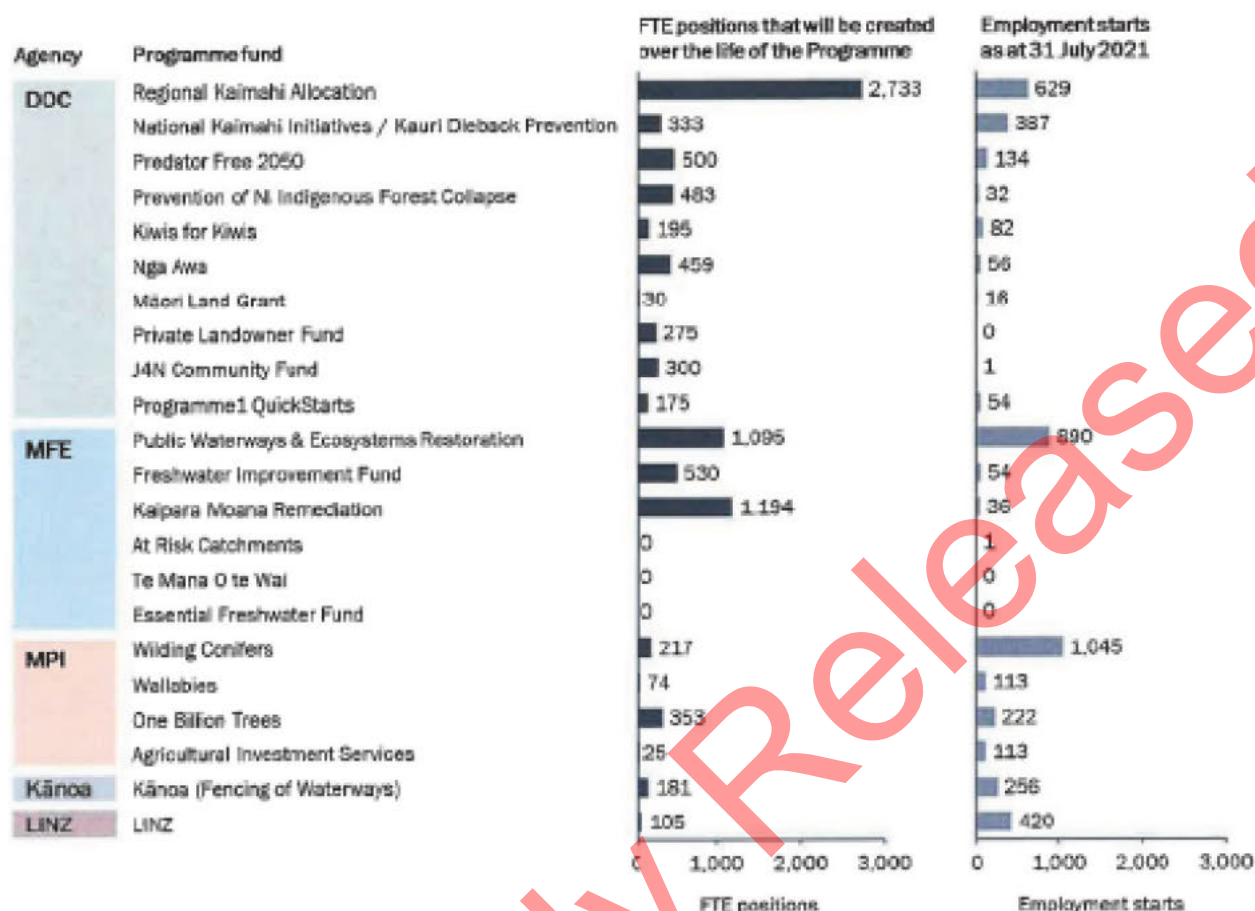 Agency Programme fund FTE positions that will be created over the life of the Programme Employment starts as at 31 July 2021
DOC Regional Kaimahi Allocation 2,733 629
National Kaimahi Initiatives / Kauri Dieback Prevention 333 387
Predator Free 2050 500 134
Prevention of NI Indigenous Forest Collapse 483 32
Kiwis for Kiwis 195 82
Nga Awa 459 56
Māori Land Grant 30 16
Private Landowner Fund 275 0
J4N Community Fund 300 1
Programme1 QuickStarts 175 54
MFE Public Waterways & Ecosystems Restoration 1,095 890
Freshwater Improvement Fund 530 54
Kaipara Moana Remediation 1.194 36
At Risk Catchments 0 1
Te Mana O te Wai 0 0
Essential Freshwater Fund 0 0
MPI Wilding Conifers 217 1,045
Wallabies 74 113
One Billion Trees 353 222
Agricultural Investment Services 25 113
Kānoa Kānoa (Fencing of Waterways) 181 256
LINZ LINZ 105 420
0 1,000 2,000 3,000 0 1,000 2,000 3,000
FTE positions Employment starts
ly Released